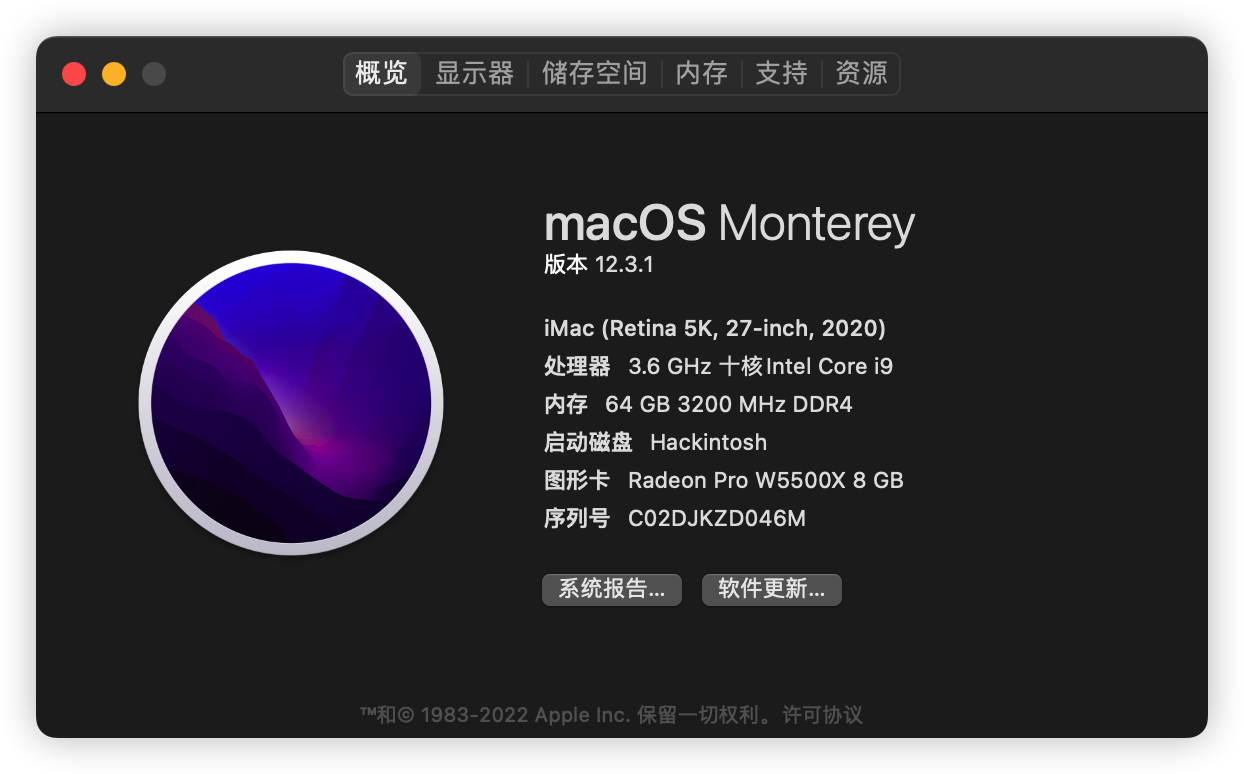 概览 显示器 储存空间 内存 支持 资源
macOS Monterey
版本 12.3.1
iMac (Retina 5K, 27-inch, 2020)
处理器 3.6 GHz 十核Intel Core i9
内存 64 GB 3200 MHz DDR4
启动磁盘 Hackintosh
图形卡 Radeon Pro W5500X 8 GB
序列号 C02DJKZD046M
系统报告... 软件更新...
™和© 1983-2022 Apple Inc. 保留一切权利。许可协议